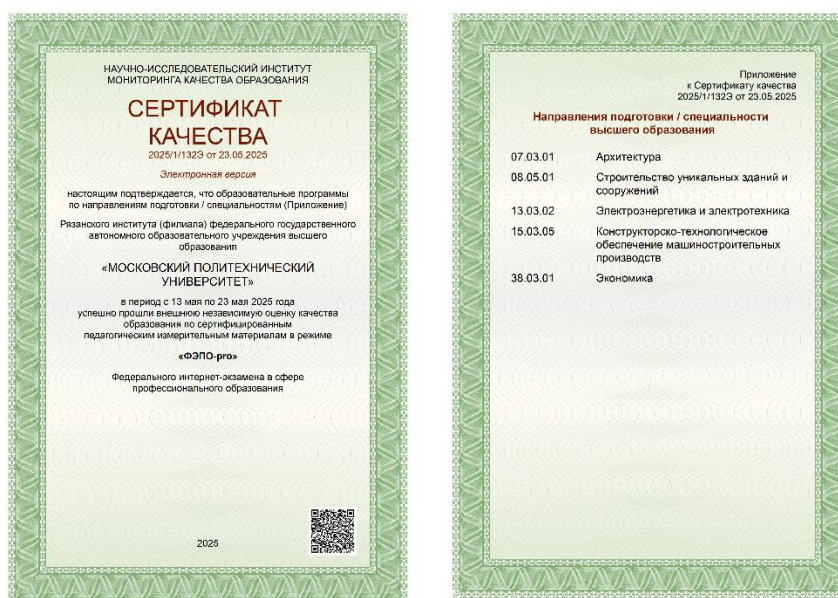 НАУЧНО-ИССЛЕДОВАТЕЛЬСКИЙ ИНСТИТУТ
МОНИТОРИНГА КАЧЕСТВА ОБРАЗОВАНИЯ
СЕРТИФИКАТ
КАЧЕСТВА
2025/1/132Э от 23.05.2025
Электронная версия
настоящим подтверждается, что образовательные программы
по направлениям подготовки / специальностям (Приложение)
Рязанского института (филиала) федерального государственного
автономного образовательного учреждения высшего
образования
«МОСКОВСКИЙ ПОЛИТЕХНИЧЕСКИЙ
УНИВЕРСИТЕТ»
в период с 13 мая по 23 мая 2025 года
успешно прошли внешнюю независимую оценку качества
образования по сертифицированным
педагогическим измерительным материалам в режиме
«ФЭПО-pro»
Федерального интернет-экзамена в сфере
профессионального образования
2025
Приложение
к Сертификату качества
2025/1/132Э от 23.05.2025
Направления подготовки / специальности
высшего образования
07.03.01 Архитектура
08.05.01 Строительство уникальных зданий и
сооружений
13.03.02 Электроэнергетика и электротехника
15.03.05 Конструкторско-технологическое
обеспечение машиностроительных
производств
38.03.01 Экономика